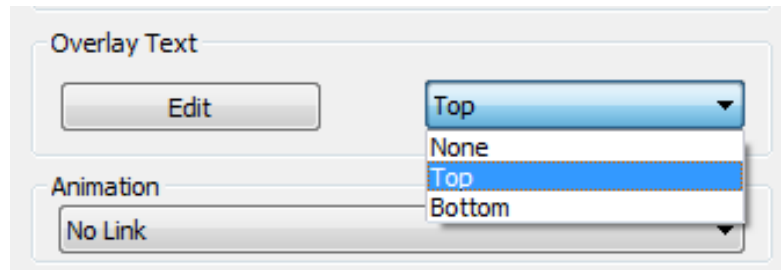 Overlay Text
Edit
Top
None
Top
Bottom
Animation
No Link